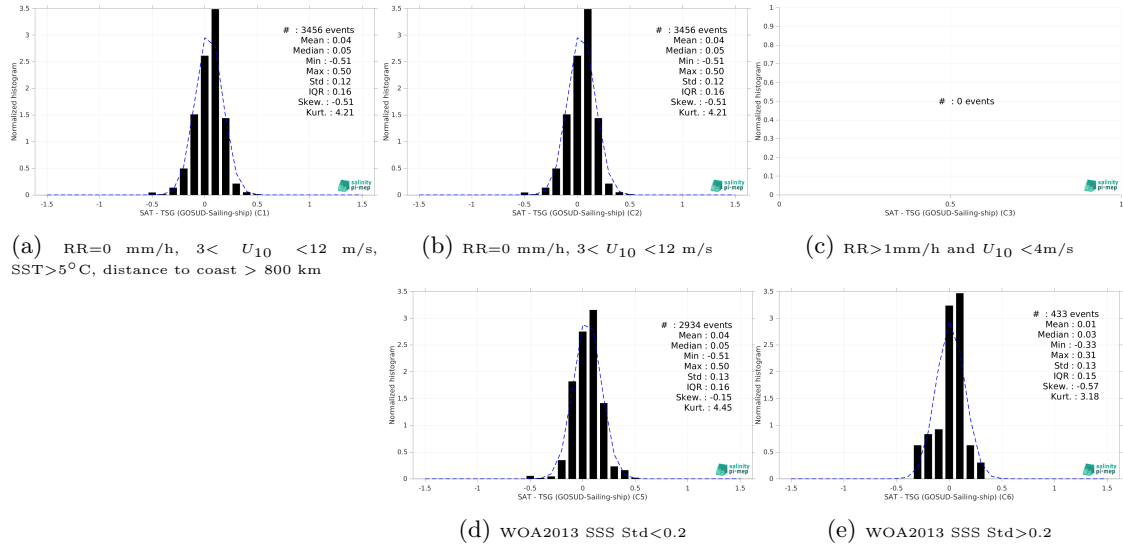 Normalized histogram
3.5
3
2.5
2
1.5
1
0.5
0
-1.5 -1 -0.5 0 0.5 1 1.5
# : 3456 events
Mean : 0.04
Median : 0.05
Min : -0.51
Max : 0.50
Std : 0.12
IQR : 0.16
Skew. : -0.51
Kurt. : 4.21
salinity
pi-mep
SAT - TSG (GOSUD-Sailing-ship) (C1)
(a) RR=0 mm/h, 3< U10 <12 m/s,
SST>5°C, distance to coast > 800 km
Normalized histogram
3.5
3
2.5
2
1.5
1
0.5
0
-1.5 -1 -0.5 0 0.5 1 1.5
# : 3456 events
Mean : 0.04
Median : 0.05
Min : -0.51
Max : 0.50
Std : 0.12
IQR : 0.16
Skew. : -0.51
Kurt. : 4.21
salinity
pi-mep
SAT - TSG (GOSUD-Sailing-ship) (C2)
(b) RR=0 mm/h, 3< U10 <12 m/s
Normalized histogram
1
0.9
0.8
0.7
0.6
0.5
0.4
0.3
0.2
0.1
0
0 0.5 1
# : 0 events
salinity
pi-mep
SAT - TSG (GOSUD-Sailing-ship) (C3)
(c) RR>1mm/h and U10 <4m/s
Normalized histogram
3.5
3
2.5
2
1.5
1
0.5
0
-1.5 -1 -0.5 0 0.5 1 1.5
# : 2934 events
Mean : 0.04
Median : 0.05
Min : -0.51
Max : 0.50
Std : 0.13
IQR : 0.16
Skew. : -0.15
Kurt. : 4.45
salinity
pi-mep
SAT - TSG (GOSUD-Sailing-ship) (C5)
(d) WOA2013 SSS Std<0.2
Normalized histogram
3.5
3
2.5
2
1.5
1
0.5
0
-1.5 -1 -0.5 0 0.5 1 1.5
# : 433 events
Mean : 0.01
Median : 0.03
Min : -0.33
Max : 0.31
Std : 0.13
IQR : 0.15
Skew. : -0.57
Kurt. : 3.18
salinity
pi-mep
SAT - TSG (GOSUD-Sailing-ship) (C6)
(e) WOA2013 SSS Std>0.2